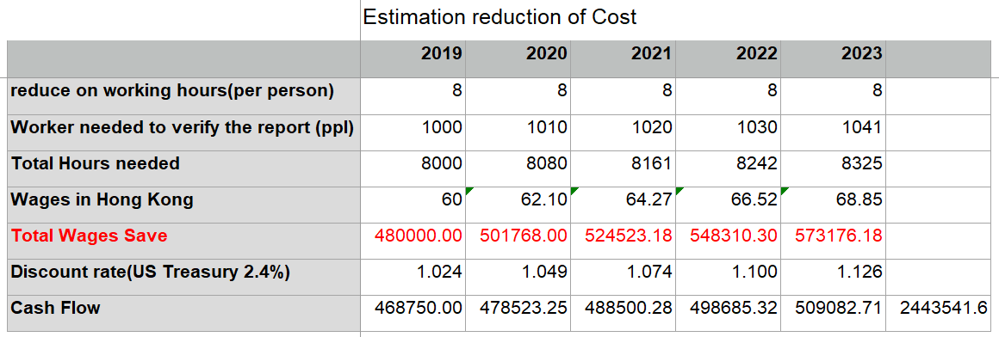 Estimation reduction of Cost
2019 2020 2021 2022 2023
reduce on working hours(per person) 8 8 8 8 8
Worker needed to verify the report (ppl) 1000 1010 1020 1030 1041
Total Hours needed 8000 8080 8161 8242 8325
Wages in Hong Kong 60 62.10 64.27 66.52 68.85
Total Wages Save 480000.00 501768.00 524523.18 548310.30 573176.18
Discount rate(US Treasury 2.4%) 1.024 1.049 1.074 1.100 1.126
Cash Flow 468750.00 478523.25 488500.28 498685.32 509082.71 2443541.6